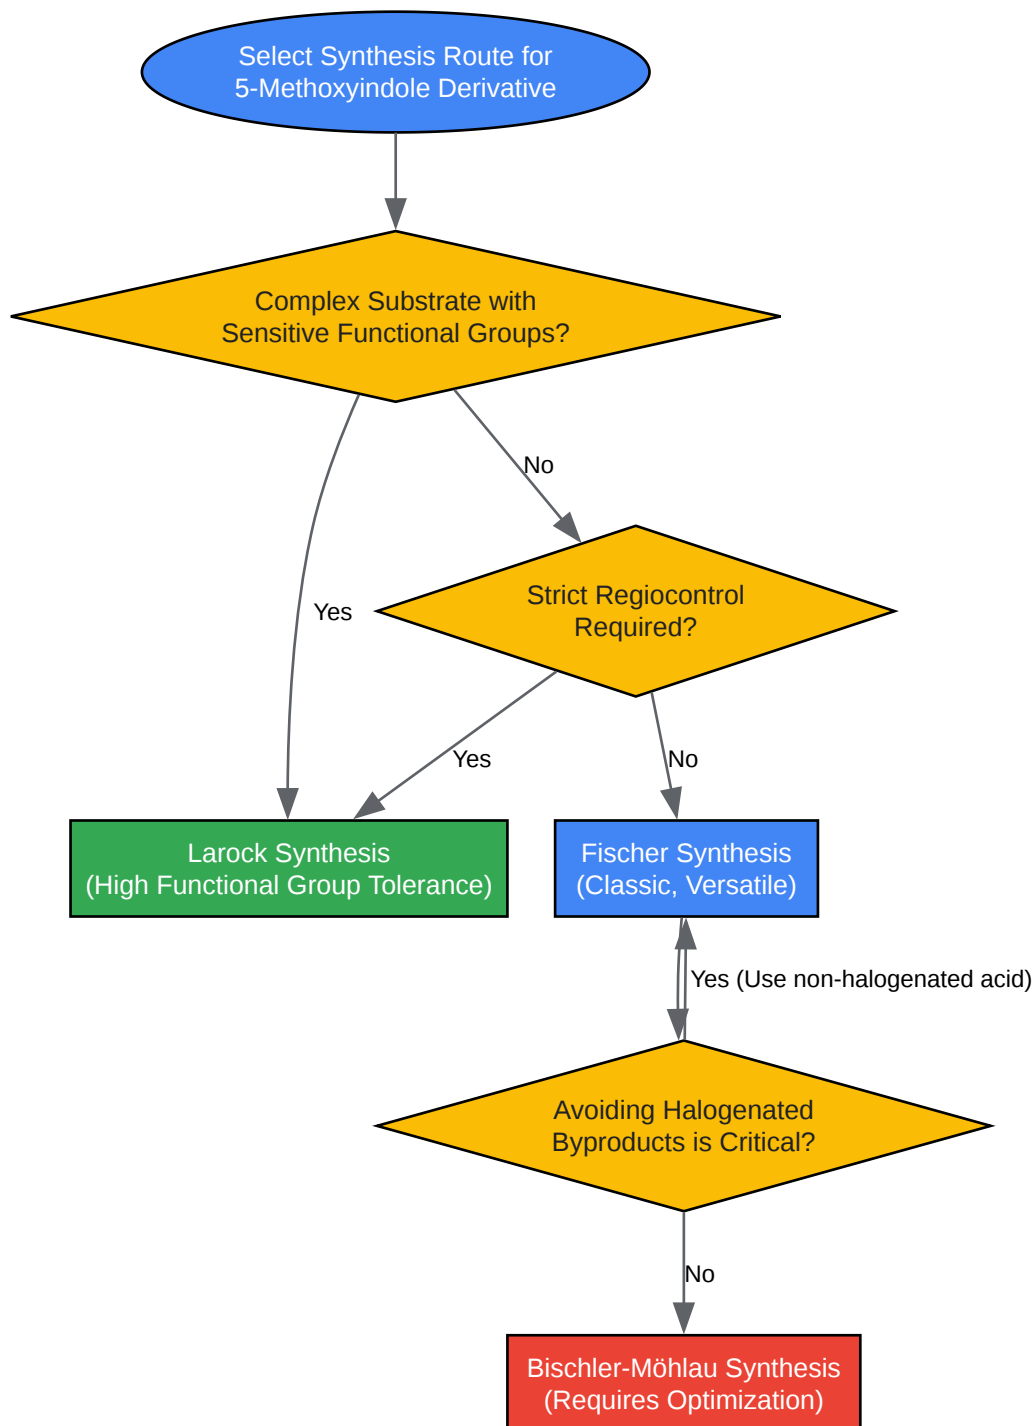 Select Synthesis Route for
5-Methoxyindole Derivative
Complex Substrate with
Sensitive Functional Groups?
No
Strict Regiocontrol
Required?
Yes
Yes
No
Larock Synthesis
(High Functional Group Tolerance)
Fischer Synthesis
(Classic, Versatile)
Yes (Use non-halogenated acid)
Avoiding Halogenated
Byproducts is Critical?
No
Bischler-Möhlau Synthesis
(Requires Optimization)